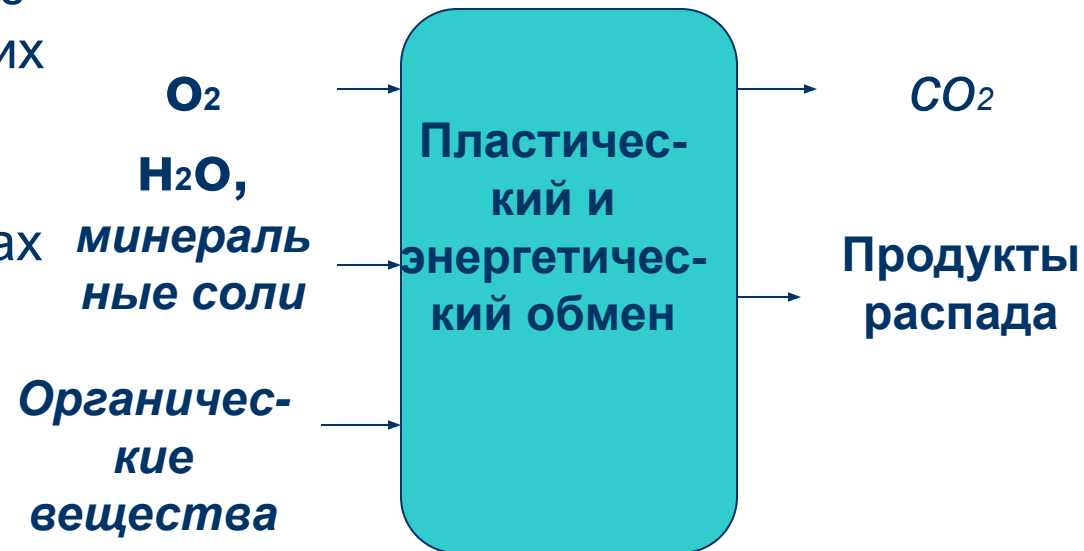 их
O2
H2O,
минераль
ные соли
ах
Органичес-
кие
вещества
Пластичес-
кий и
энергетичес-
кий обмен
CO2
Продукты
распада